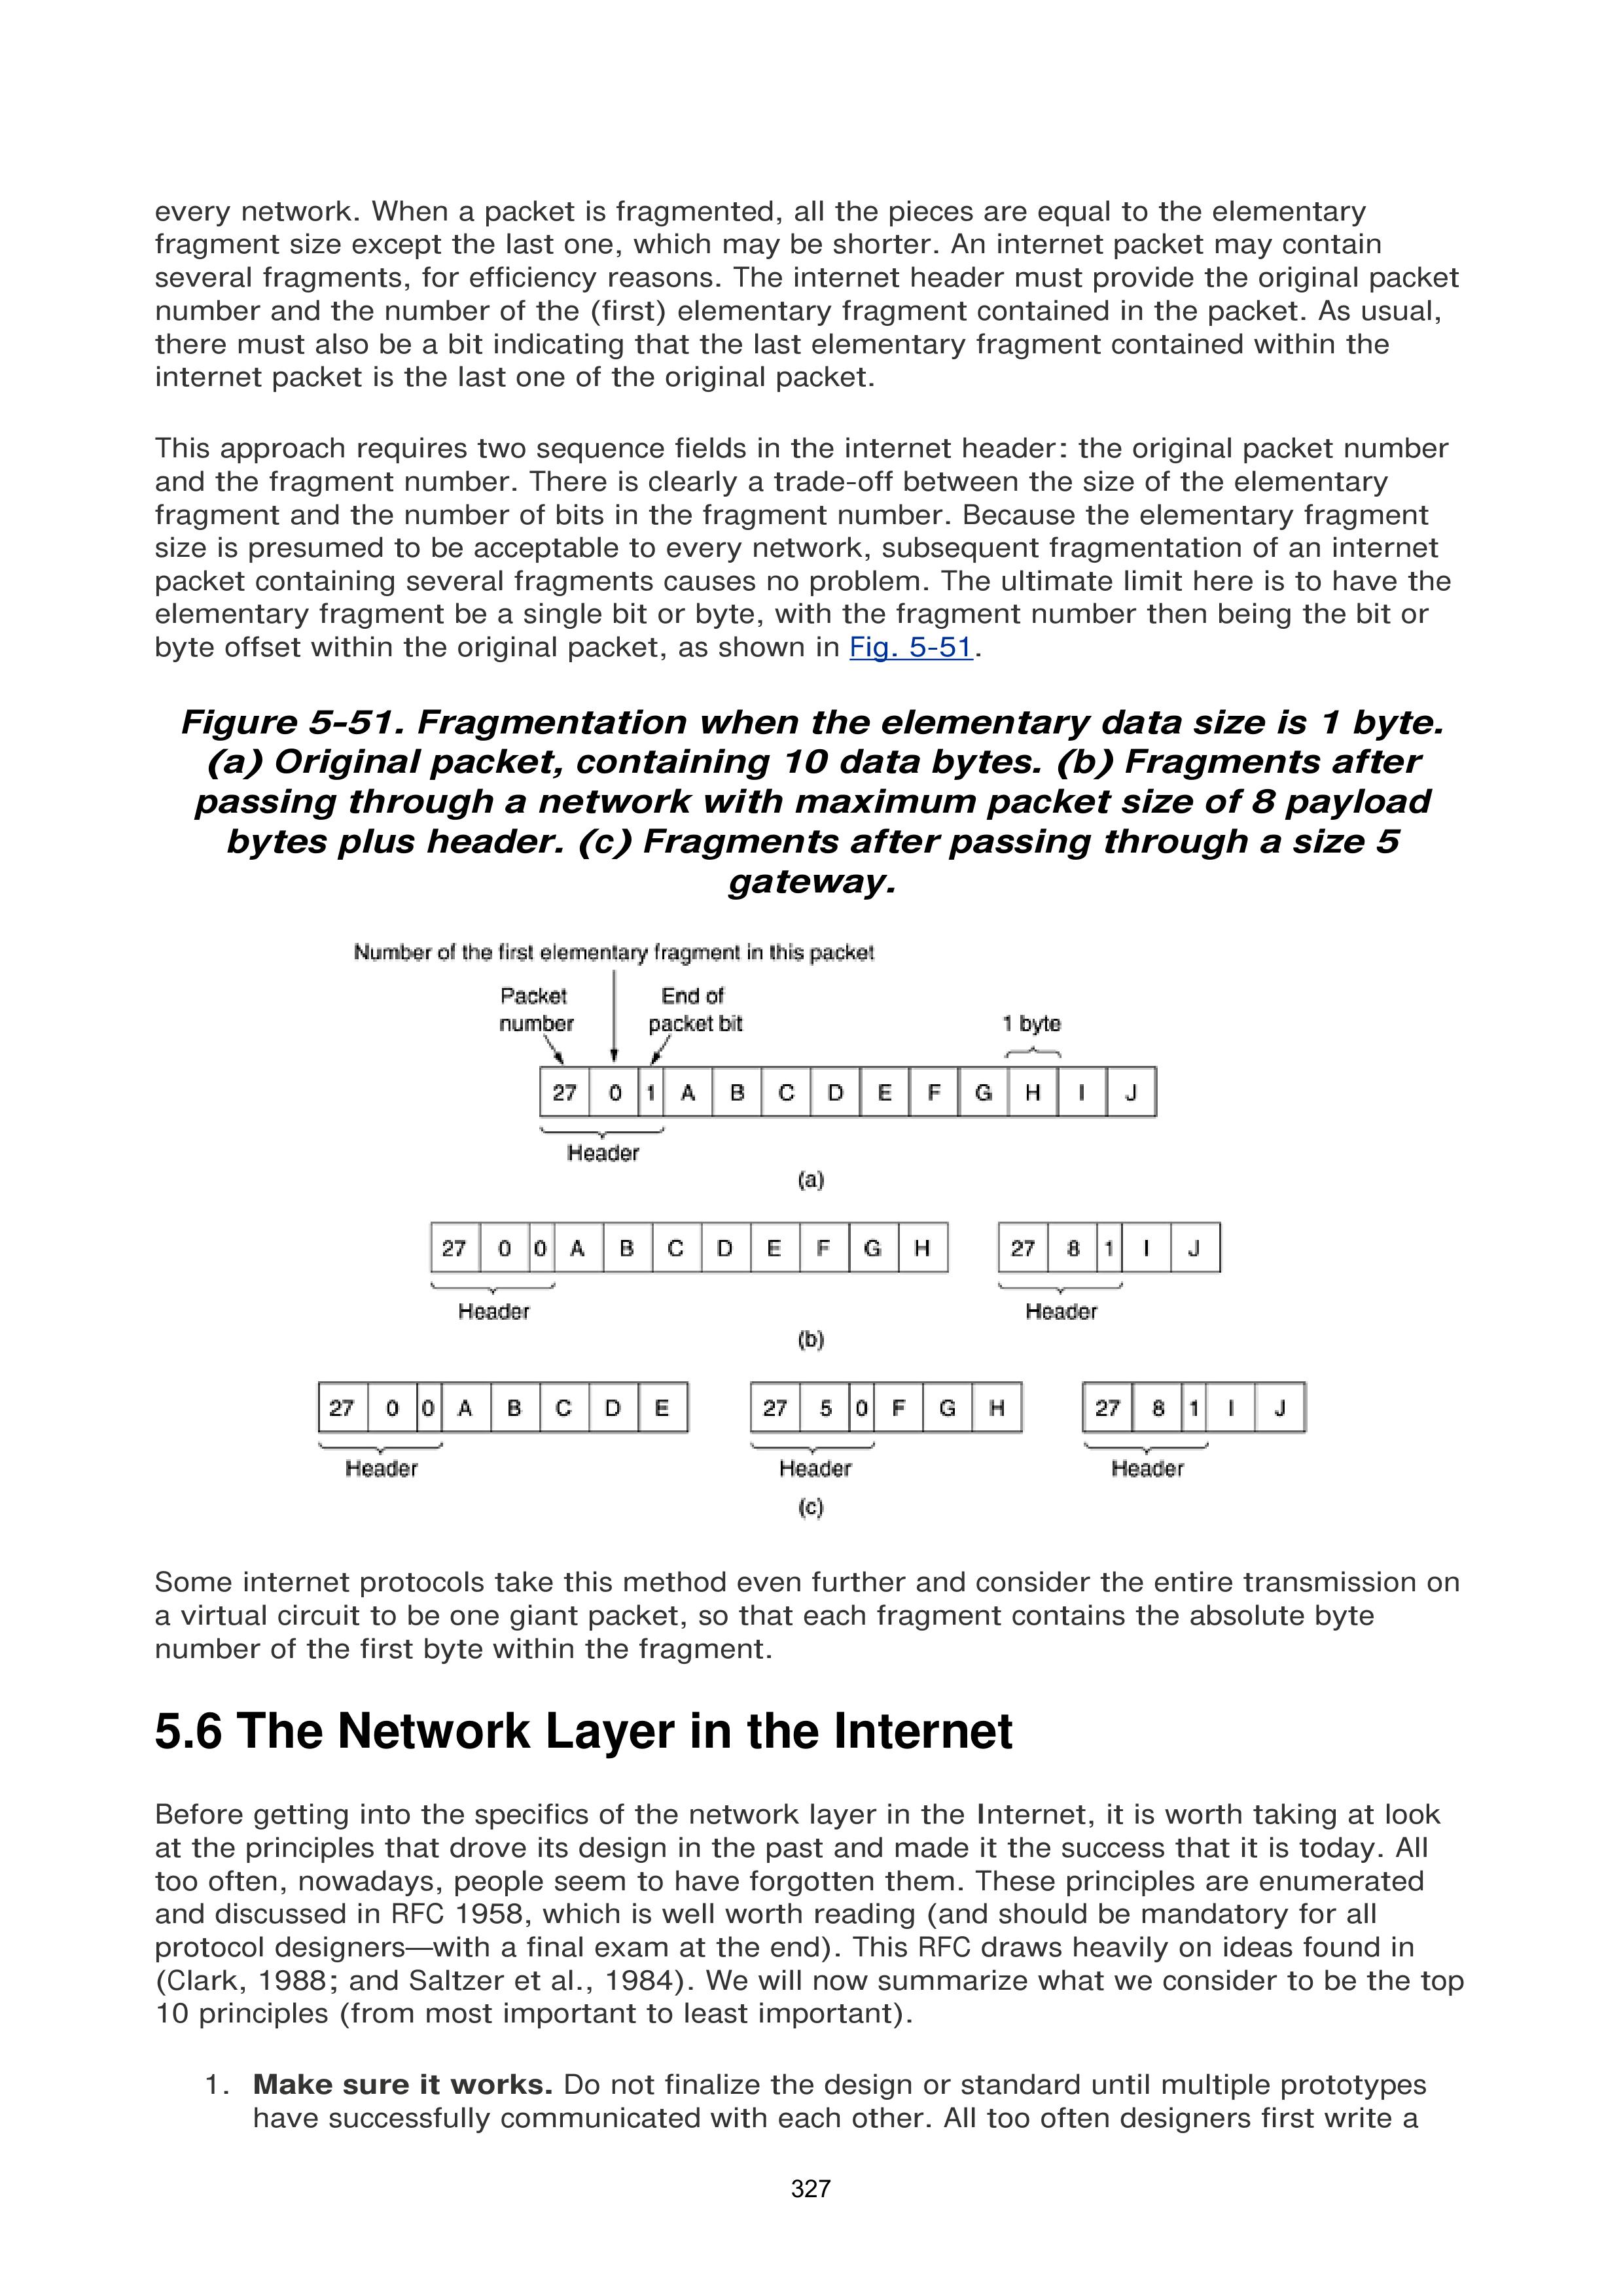 every network. When a packet is fragmented, all the pieces are equal to the elementary
fragment size except the last one, which may be shorter. An internet packet may contain
several fragments, for efficiency reasons. The internet header must provide the original packet
number and the number of the (first) elementary fragment contained in the packet. As usual,
there must also be a bit indicating that the last elementary fragment contained within the
internet packet is the last one of the original packet.
This approach requires two sequence fields in the internet header: the original packet number
and the fragment number. There is clearly a trade-off between the size of the elementary
fragment and the number of bits in the fragment number. Because the elementary fragment
size is presumed to be acceptable to every network, subsequent fragmentation of an internet
packet containing several fragments causes no problem. The ultimate limit here is to have the
elementary fragment be a single bit or byte, with the fragment number then being the bit or
byte offset within the original packet, as shown in Fig. 5-51.
Figure 5-51. Fragmentation when the elementary data size is 1 byte.
(a) Original packet, containing 10 data bytes. (b) Fragments after
passing through a network with maximum packet size of 8 payload
bytes plus header. (c) Fragments after passing through a size 5
gateway.
Number of the first elementary fragment in this packet
Packet
number
End of
packet bit
1 byte
27 0 1 A B C D E F G H I J
Header
(a)
27 0 0 A B C D E F G H
27 8 1 I J
Header
Header
(b)
27 0 0 A B C D E
27 5 0 F G H
27 8 1 I J
Header
Header
Header
(c)
Some internet protocols take this method even further and consider the entire transmission on
a virtual circuit to be one giant packet, so that each fragment contains the absolute byte
number of the first byte within the fragment.
5.6 The Network Layer in the Internet
Before getting into the specifics of the network layer in the Internet, it is worth taking at look
at the principles that drove its design in the past and made it the success that it is today. All
too often, nowadays, people seem to have forgotten them. These principles are enumerated
and discussed in RFC 1958, which is well worth reading (and should be mandatory for all
protocol designers—with a final exam at the end). This RFC draws heavily on ideas found in
(Clark, 1988; and Saltzer et al., 1984). We will now summarize what we consider to be the top
10 principles (from most important to least important).
1. Make sure it works. Do not finalize the design or standard until multiple prototypes
have successfully communicated with each other. All too often designers first write a
327